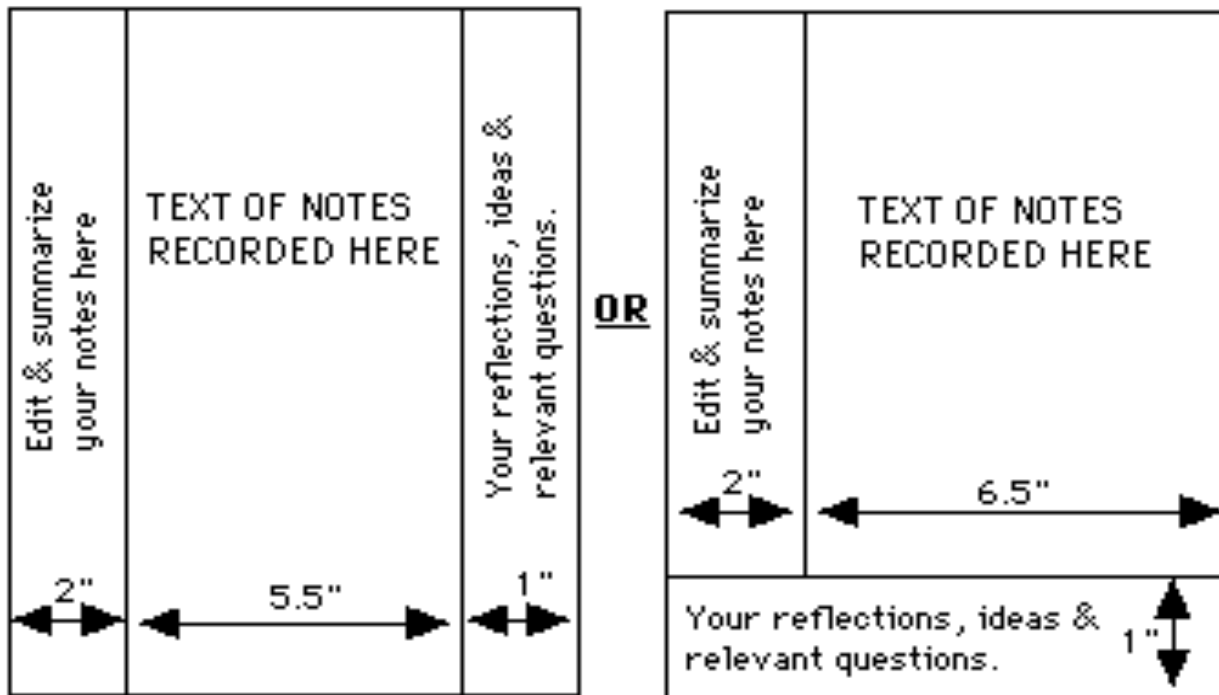 Edit & summarize
your notes here
TEXT OF NOTES
RECORDED HERE
Your reflections, ideas &
relevant questions.
2"
5.5"
1"
OR
Edit & summarize
your notes here
TEXT OF NOTES
RECORDED HERE
2"
6.5"
Your reflections, ideas &
relevant questions.
1"